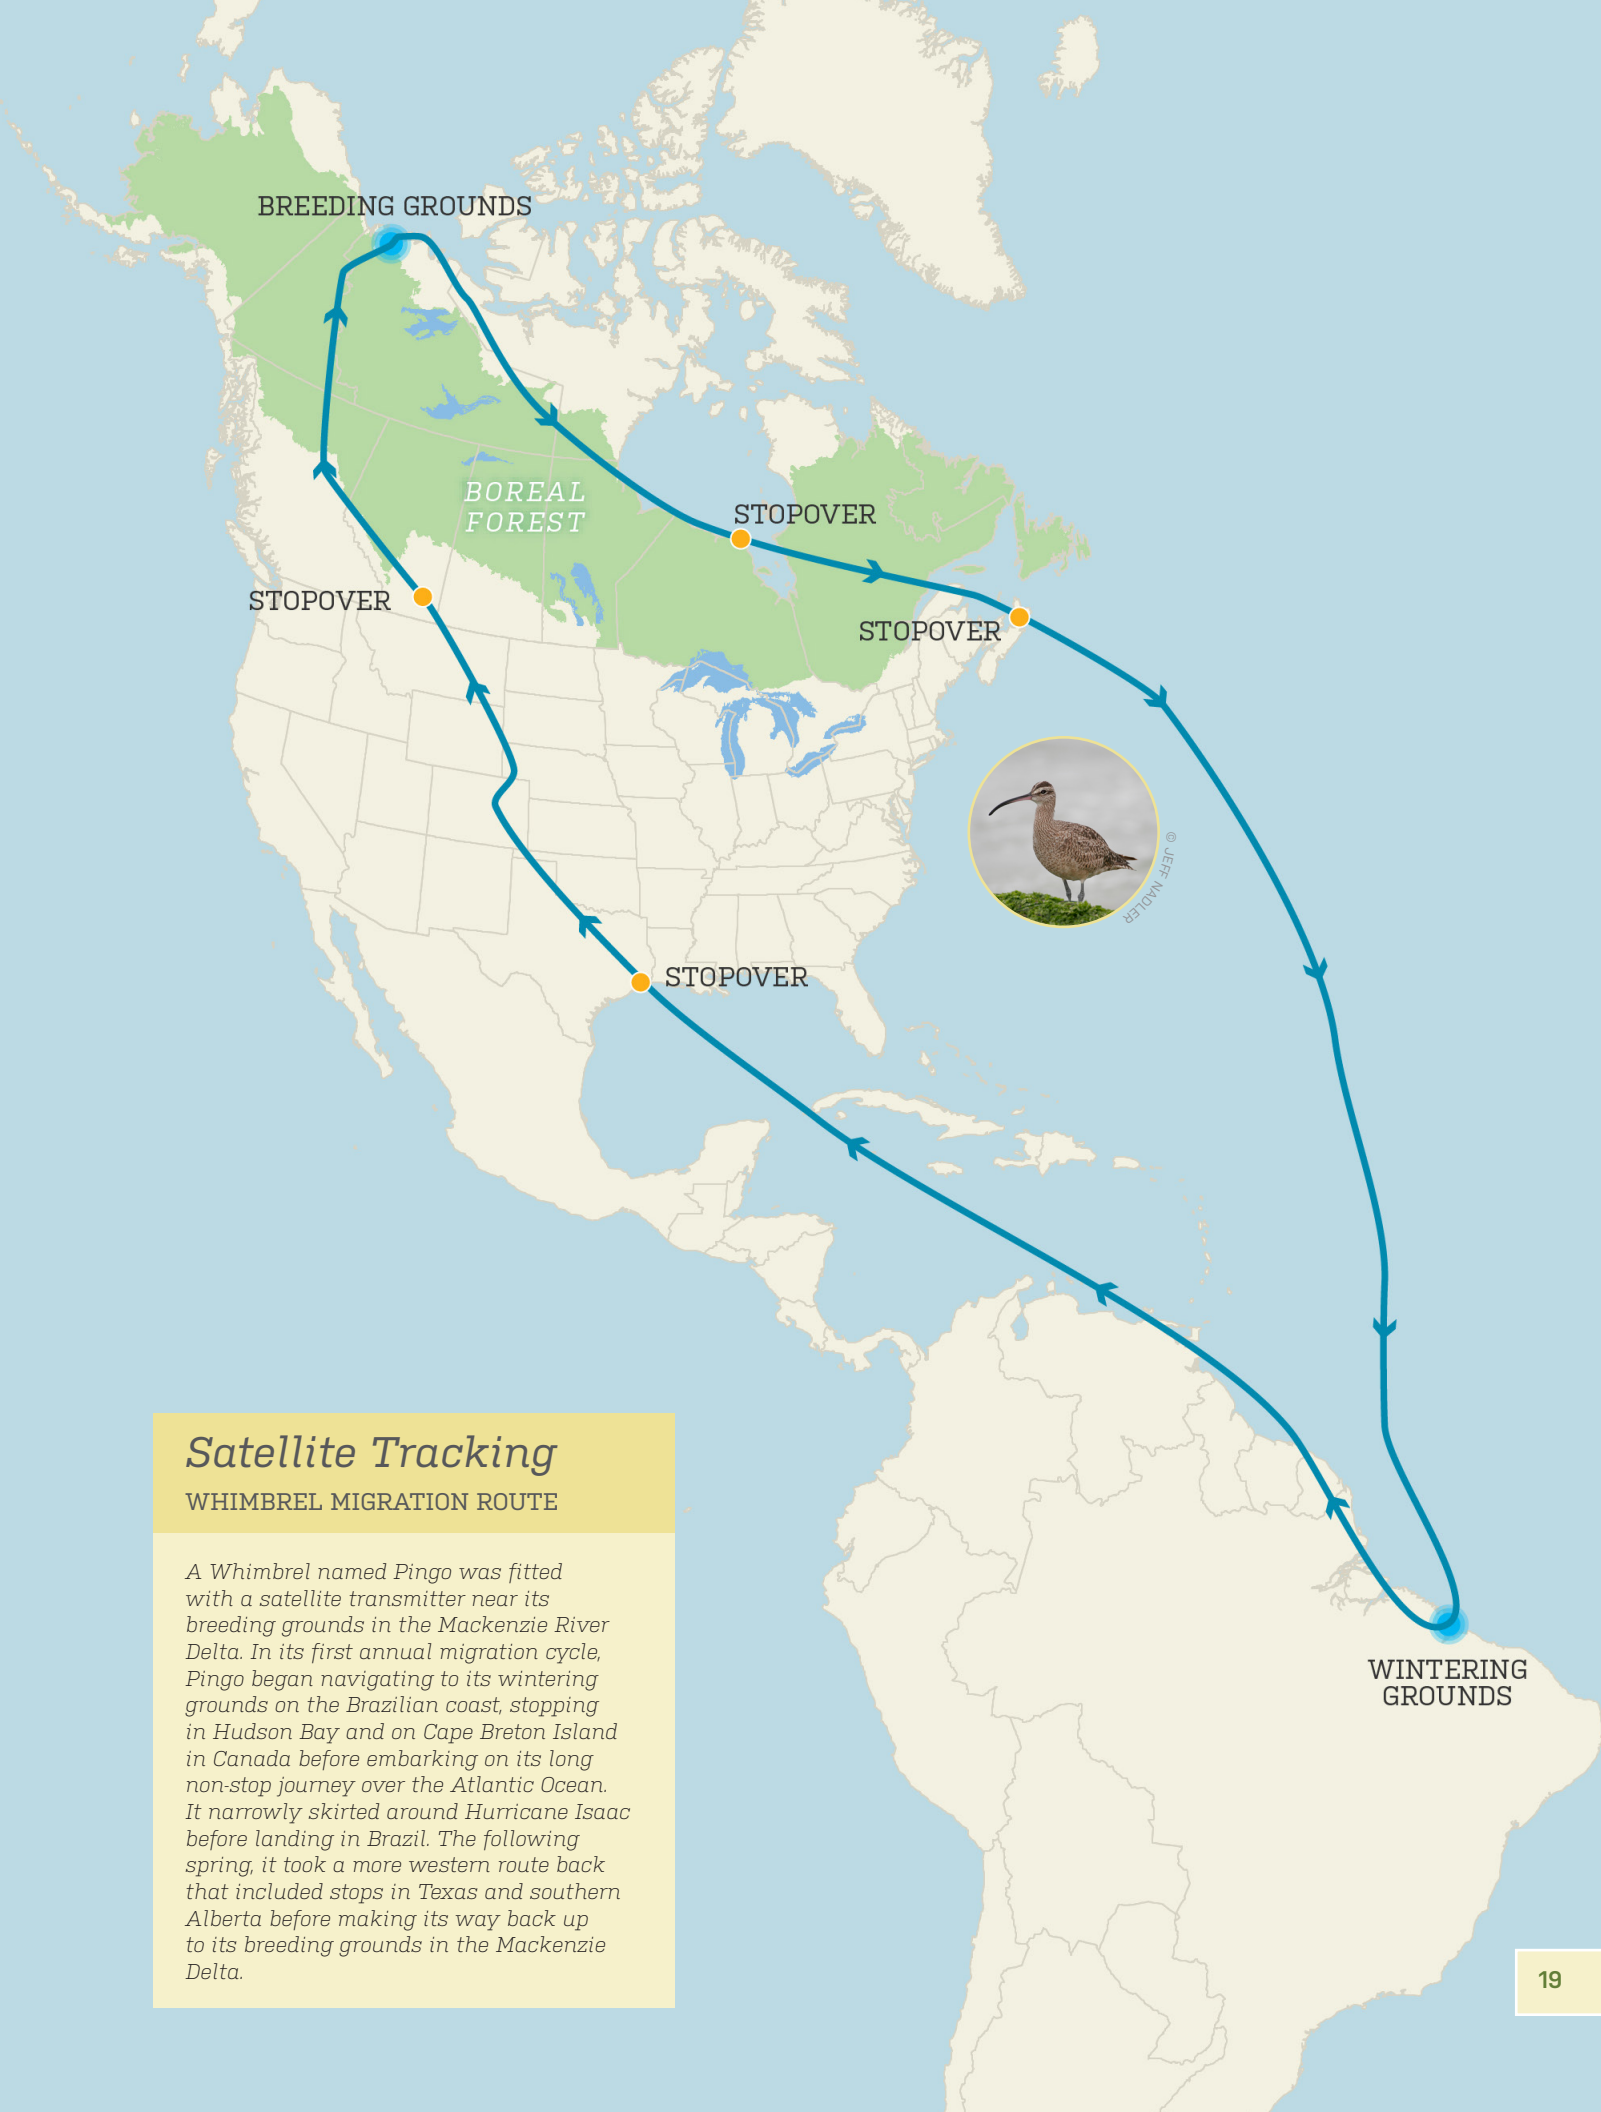 BREEDING GROUNDS
BOREAL
FOREST
STOPOVER
STOPOVER
STOPOVER
© JEFF NADLER
STOPOVER
Satellite Tracking
WHIMBREL MIGRATION ROUTE
A Whimbrel named Pingo was fitted
with a satellite transmitter near its
breeding grounds in the Mackenzie River
Delta. In its first annual migration cycle,
Pingo began navigating to its wintering
grounds on the Brazilian coast, stopping
in Hudson Bay and on Cape Breton Island
in Canada before embarking on its long
non-stop journey over the Atlantic Ocean.
It narrowly skirted around Hurricane Isaac
before landing in Brazil. The following
spring, it took a more western route back
that included stops in Texas and southern
Alberta before making its way back up
to its breeding grounds in the Mackenzie
Delta.
WINTERING
GROUNDS
19